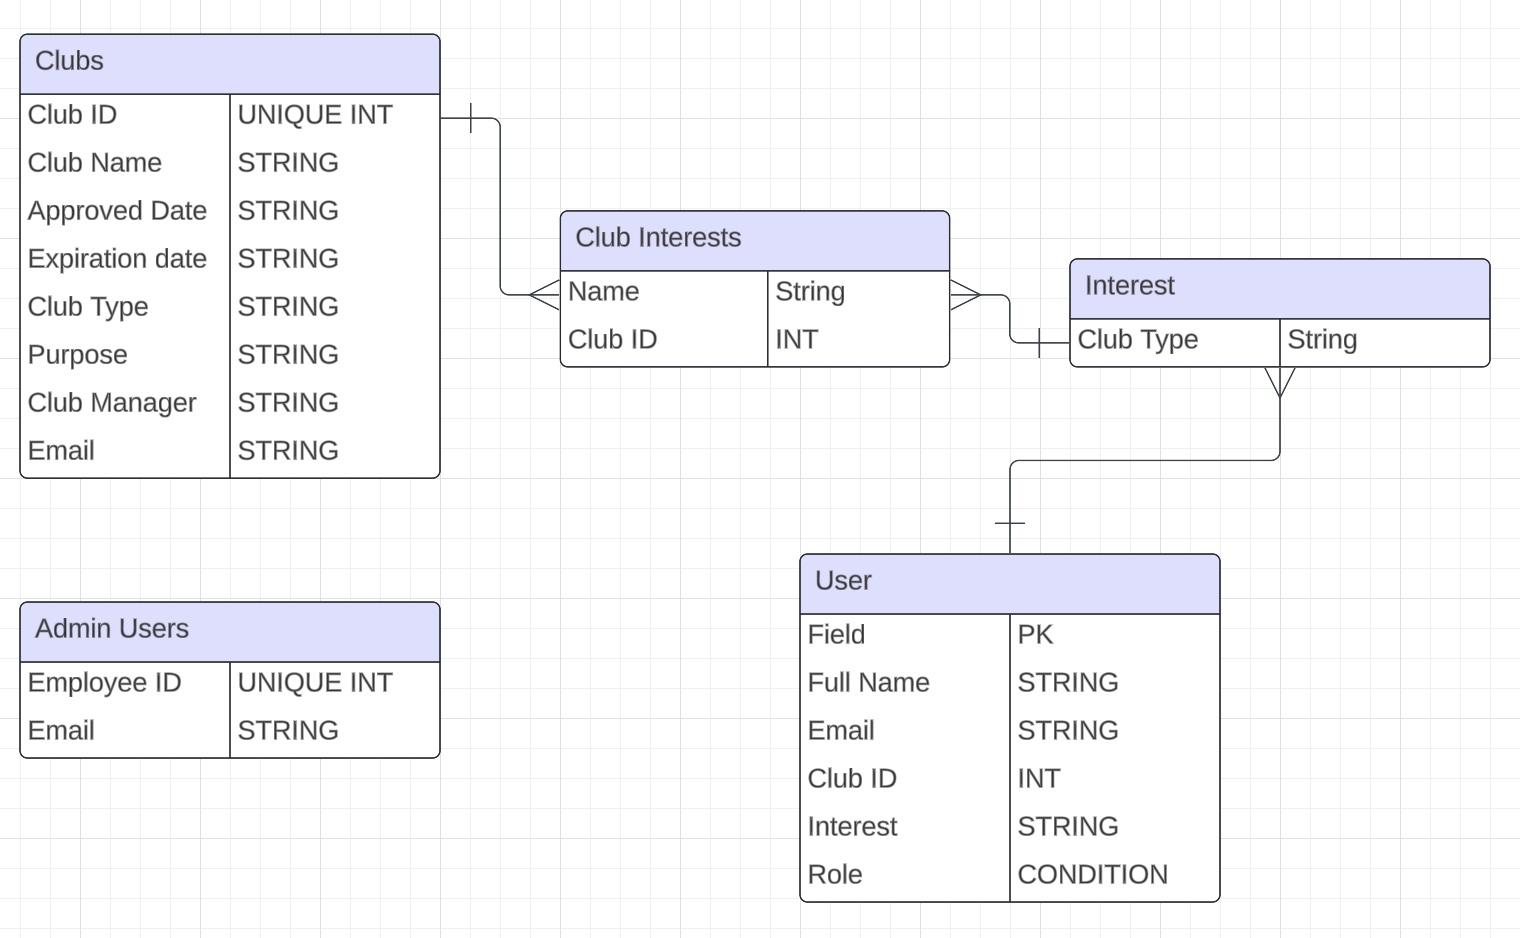 Clubs
Club ID UNIQUE INT
Club Name STRING
Approved Date STRING
Expiration date STRING
Club Type STRING
Purpose STRING
Club Manager STRING
Email STRING
Club Interests
Name String
Club ID INT
Interest
Club Type String
Admin Users
Employee ID UNIQUE INT
Email STRING
User
Field PK
Full Name STRING
Email STRING
Club ID INT
Interest STRING
Role CONDITION